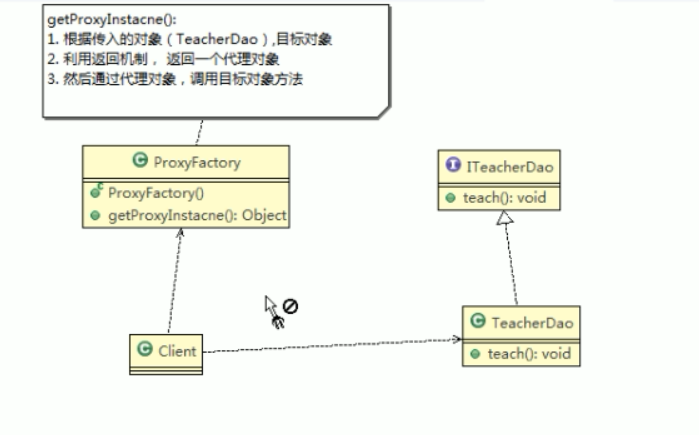 getProxyInstacne():
1. 根据传入的对象（TeacherDao）,目标对象
2. 利用返回机制， 返回一个代理对象
3. 然后通过代理对象，调用目标对象方法
C ProxyFactory
ProxyFactory()
getProxyInstacne(): Object
I ITeacherDao
teach(): void
C Client
C TeacherDao
teach(): void